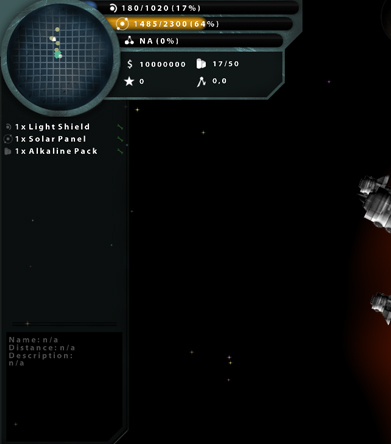 180/1020 (17%)
1485/2300 (64%)
NA (0%)
$ 10000000
17/50
0
0,0
1x Light Shield
1x Solar Panel
1x Alkaline Pack
Name: n/a
Distance: n/a
Description:
n/a